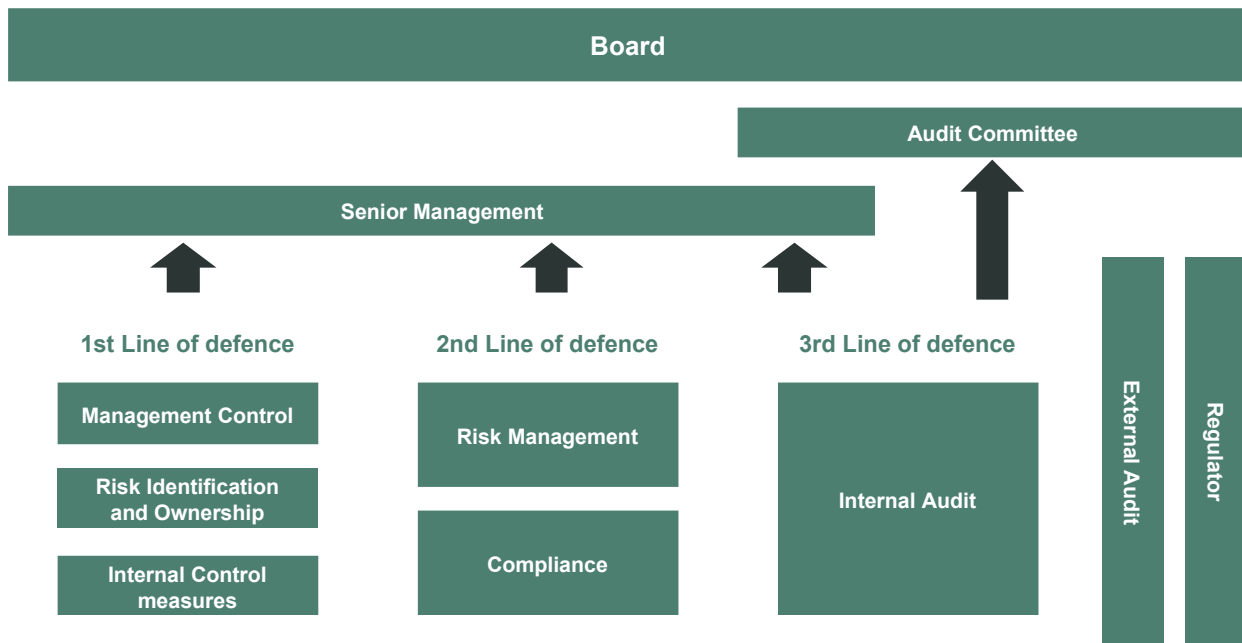 Board
Audit Committee
Senior Management
1st Line of defence
2nd Line of defence
3rd Line of defence
Management Control
Risk Identification
and Ownership
Internal Control
measures
Risk Management
Compliance
Internal Audit
External Audit
Regulator